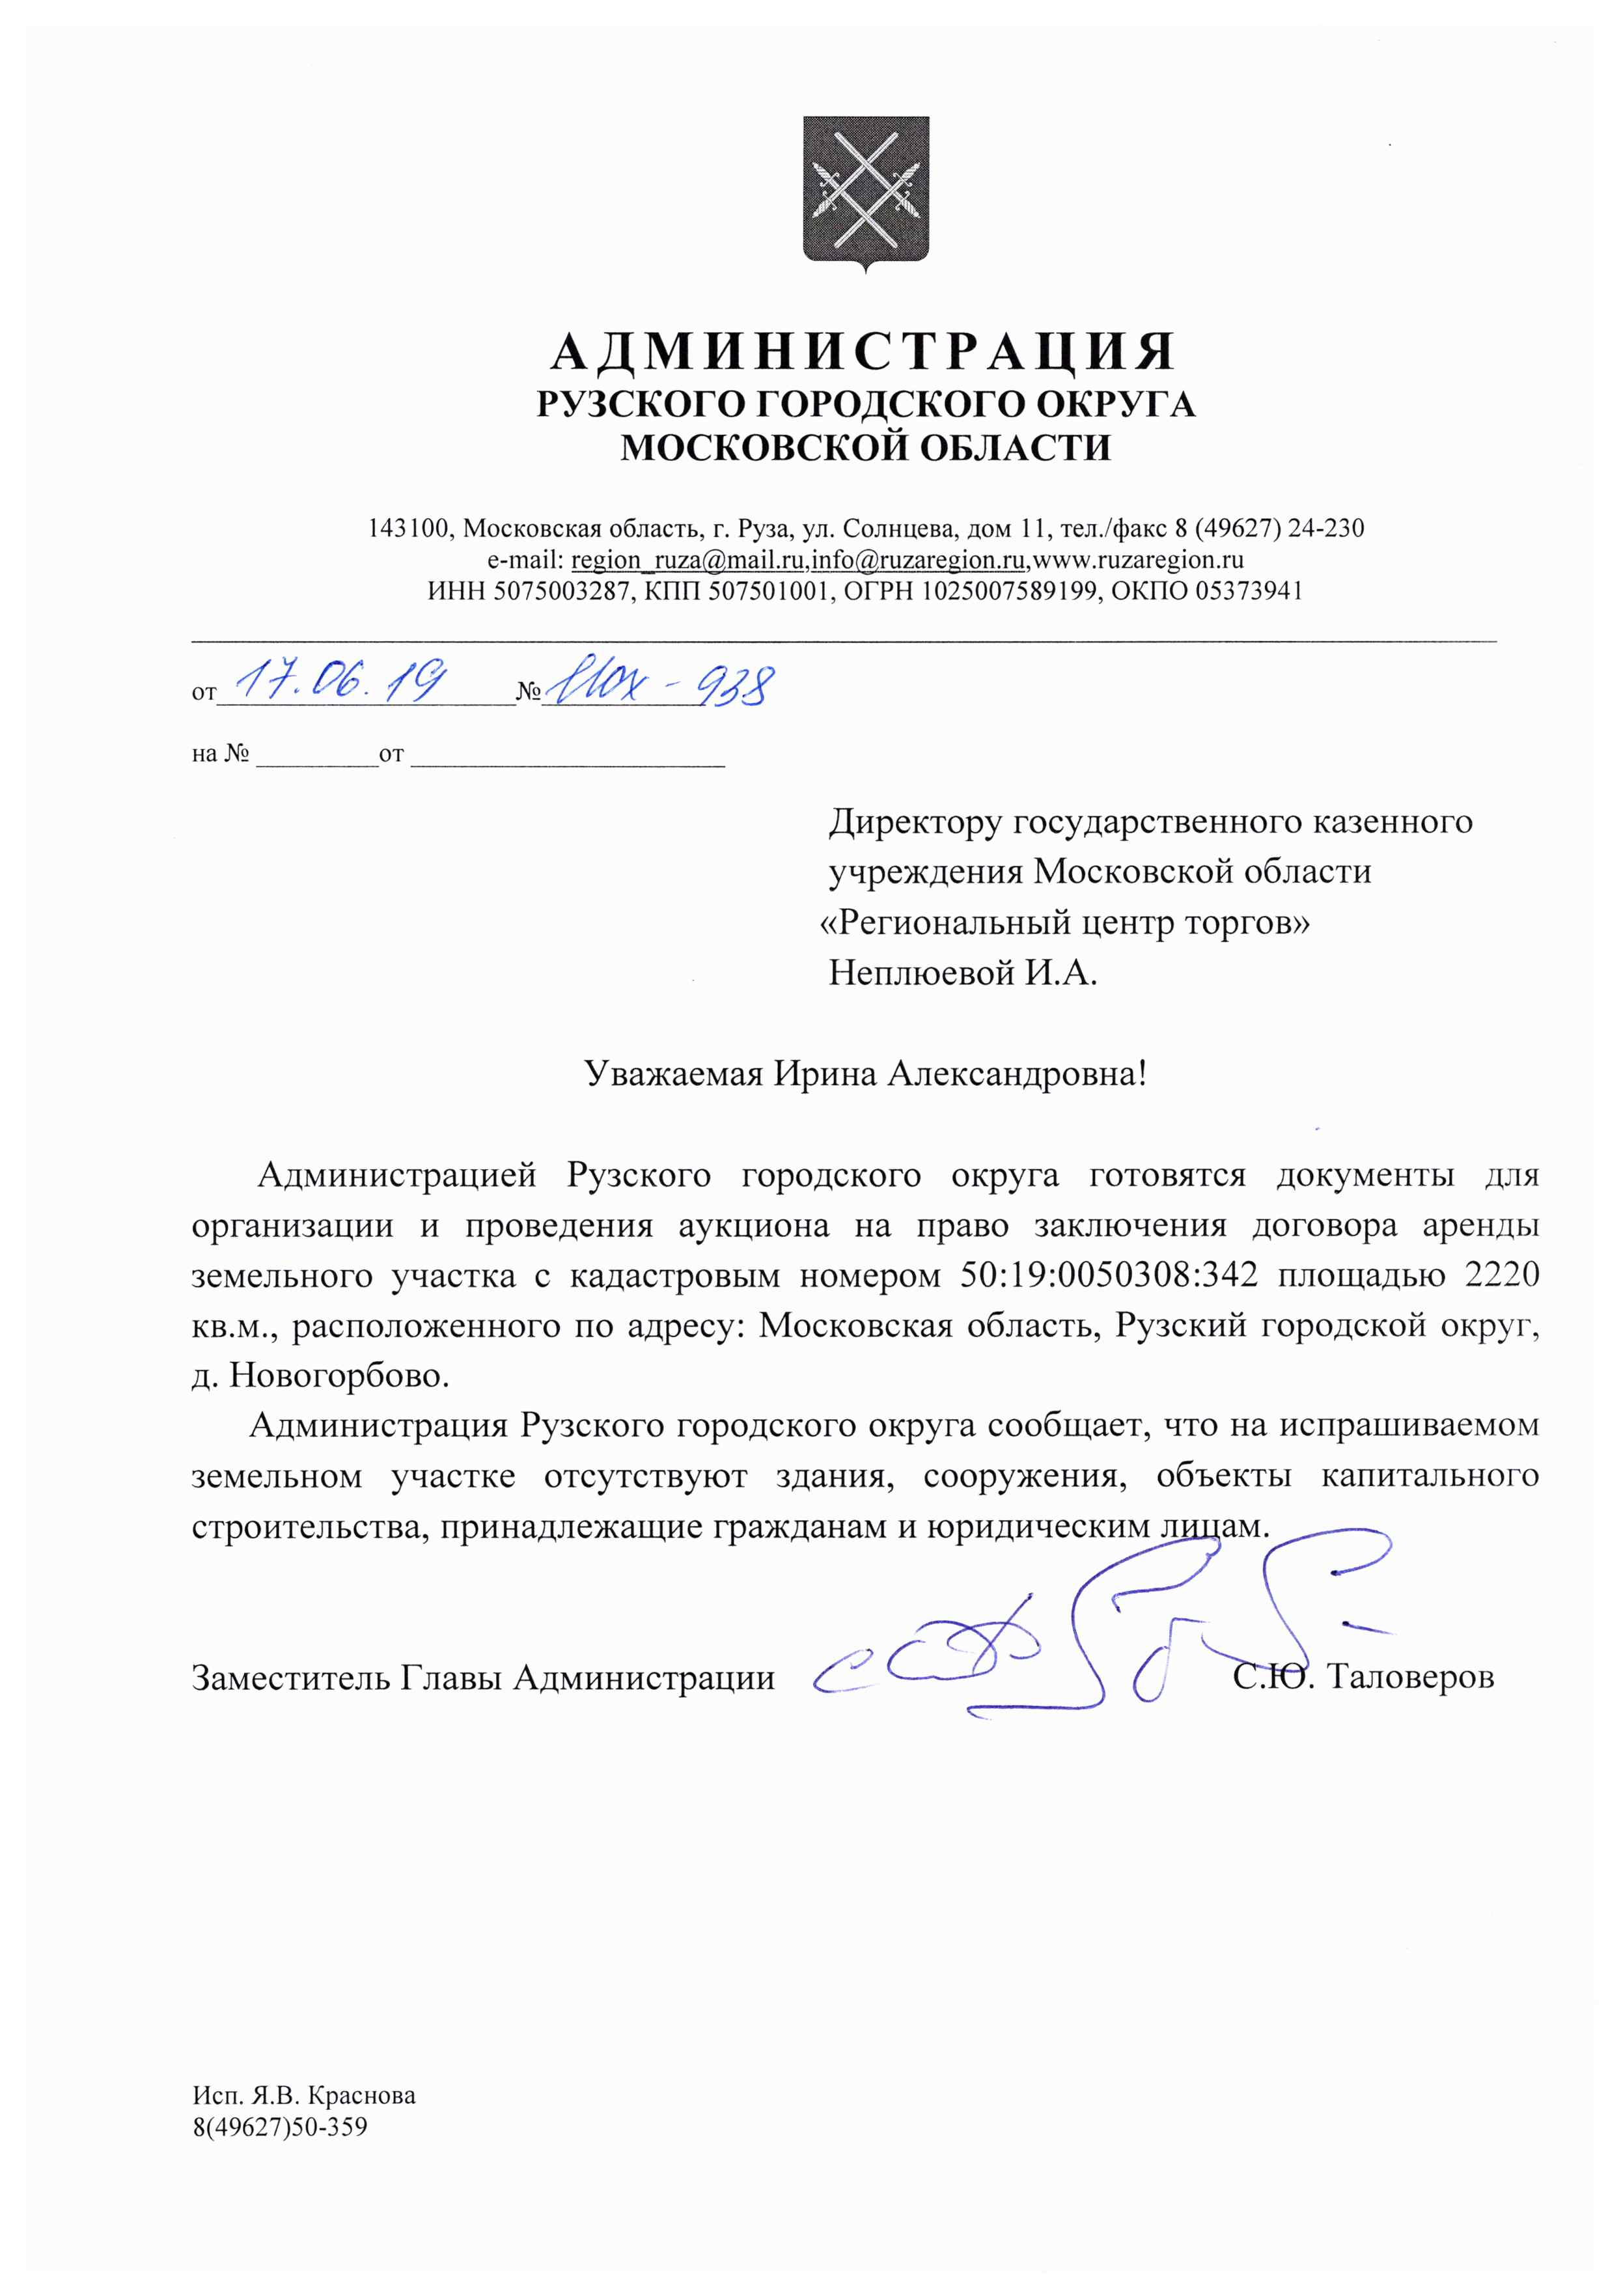 АДМИНИСТРАЦИЯ
РУЗСКОГО ГОРОДСКОГО ОКРУГА
МОСКОВСКОЙ ОБЛАСТИ
143100, Московская область, г. Руза, ул. Солнцева, дом 11, тел./факс 8 (49627) 24-230
e-mail: region_ruza@mail.ru,info@ruzaregion.ru,www.ruzaregion.ru
ИНН 5075003287, КПП 507501001, ОГРН 1025007589199, ОКПО 05373941
от 17.06.19 № 938
на № от
Директору государственного казенного
учреждения Московской области
«Региональный центр торгов»
Неплюевой И.А.
Уважаемая Ирина Александровна!
Администрацией Рузского городского округа готовятся документы для
организации и проведения аукциона на право заключения договора аренды
земельного участка с кадастровым номером 50:19:0050308:342 площадью 2220
кв.м., расположенного по адресу: Московская область, Рузский городской округ,
д. Новогорбово.
Администрация Рузского городского округа сообщает, что на испрашиваемом
земельном участке отсутствуют здания, сооружения, объекты капитального
строительства, принадлежащие гражданам и юридическим лицам.
Заместитель Главы Администрации С.Ю. Таловеров
Исп. Я.В. Краснова
8(49627)50-359